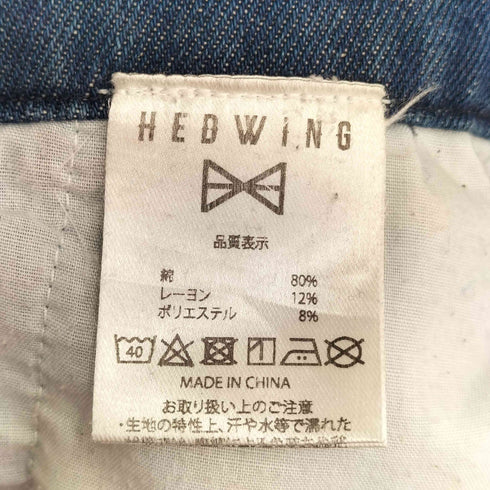 HEDWiNG
品質表示
綿 80%
レーヨン 12%
ポリエステル 8%
40
MADE IN CHINA
お取り扱い上のご注意
・生地の特性上、汗や水等で濡れた